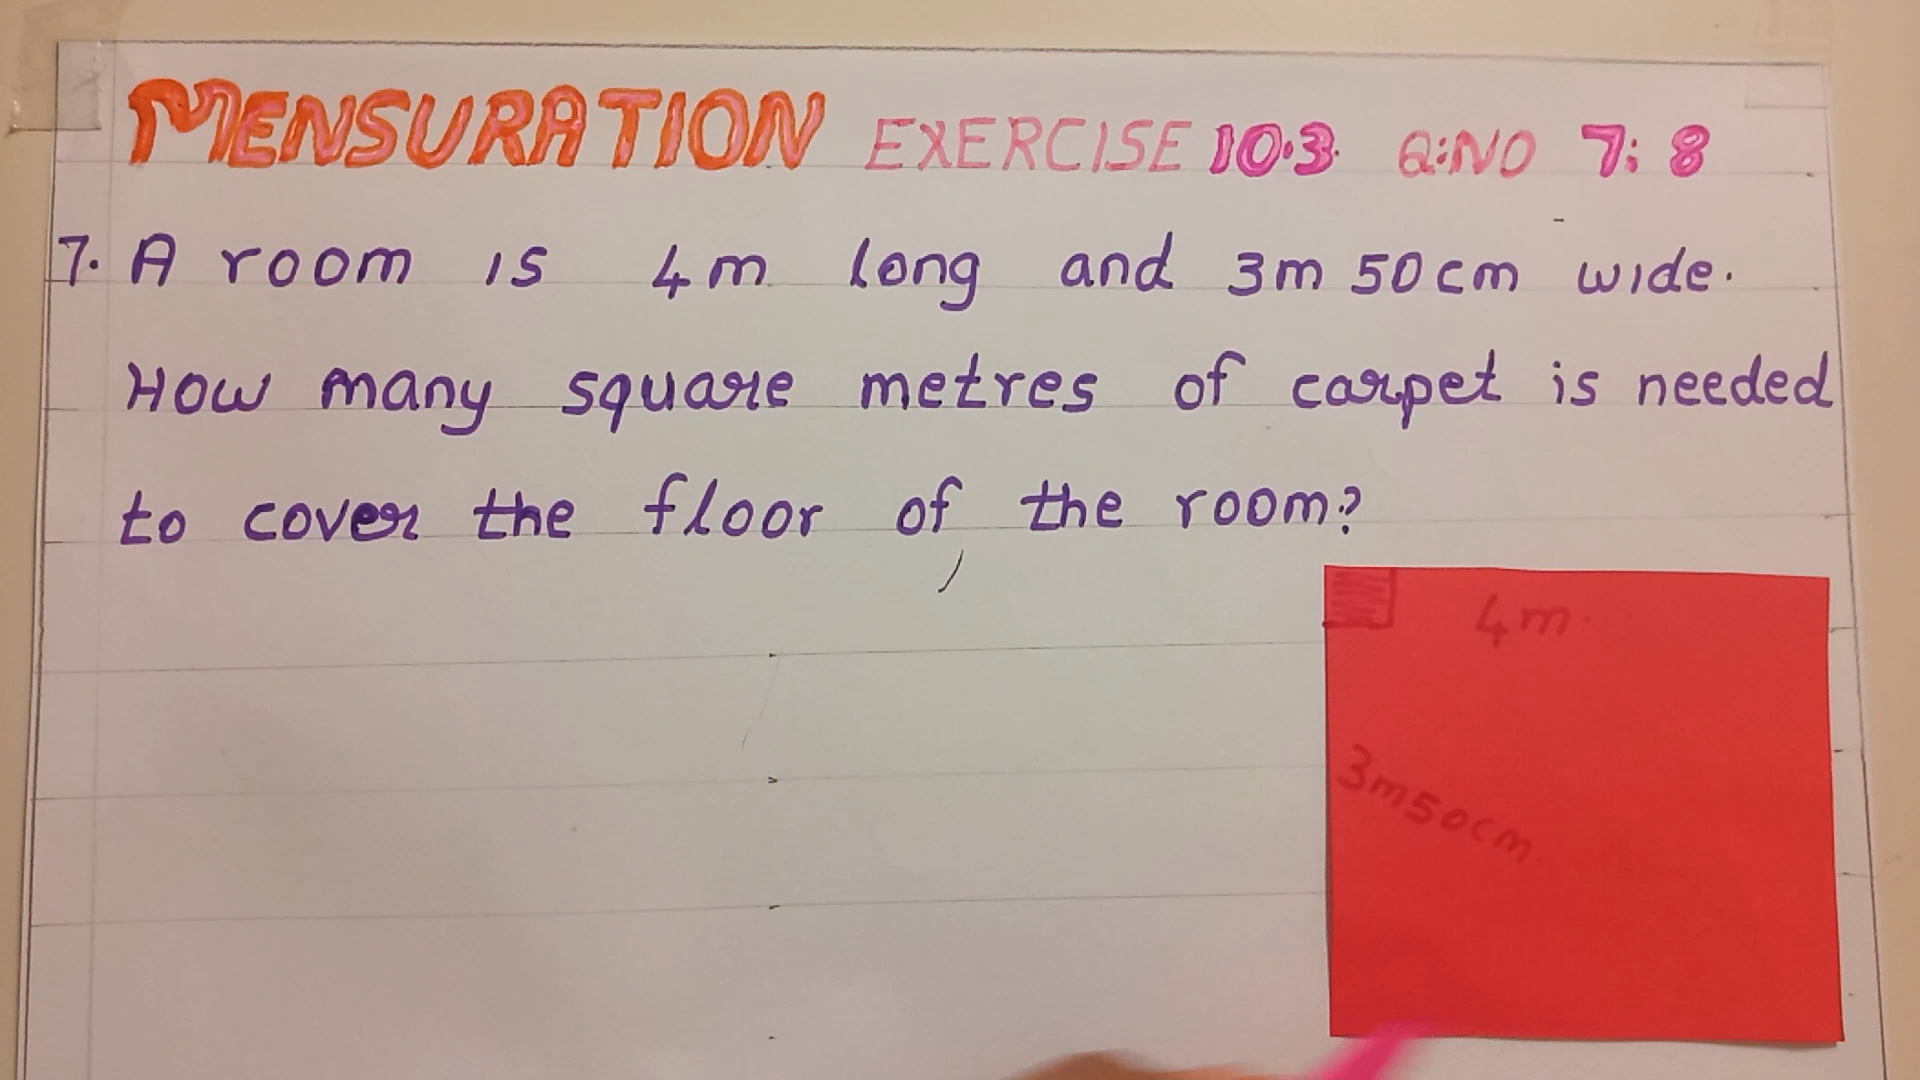 MENSURATION EXERCISE 10.3 Q:NO 7; 8
7. A room is 4m long and 3m 50cm wide.
How many square metres of carpet is needed
to cover the floor of the room?
4m.
3m50cm.